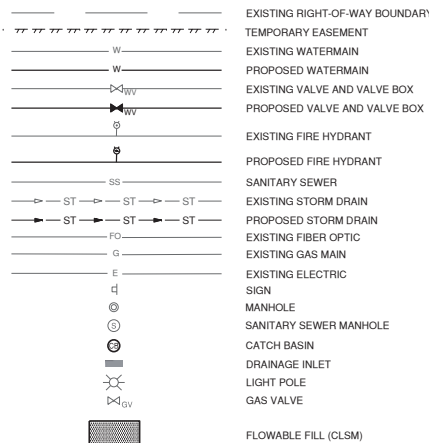 EXISTING RIGHT-OF-WAY BOUNDARY
TEMPORARY EASEMENT
W EXISTING WATERMAIN
W PROPOSED WATERMAIN
WV EXISTING VALVE AND VALVE BOX
WV PROPOSED VALVE AND VALVE BOX
EXISTING FIRE HYDRANT
PROPOSED FIRE HYDRANT
SS SANITARY SEWER
ST ST ST EXISTING STORM DRAIN
ST ST ST PROPOSED STORM DRAIN
FO EXISTING FIBER OPTIC
G EXISTING GAS MAIN
E EXISTING ELECTRIC
SIGN
MANHOLE
S SANITARY SEWER MANHOLE
CB CATCH BASIN
DRAINAGE INLET
LIGHT POLE
GV GAS VALVE
FLOWABLE FILL (CLSM)